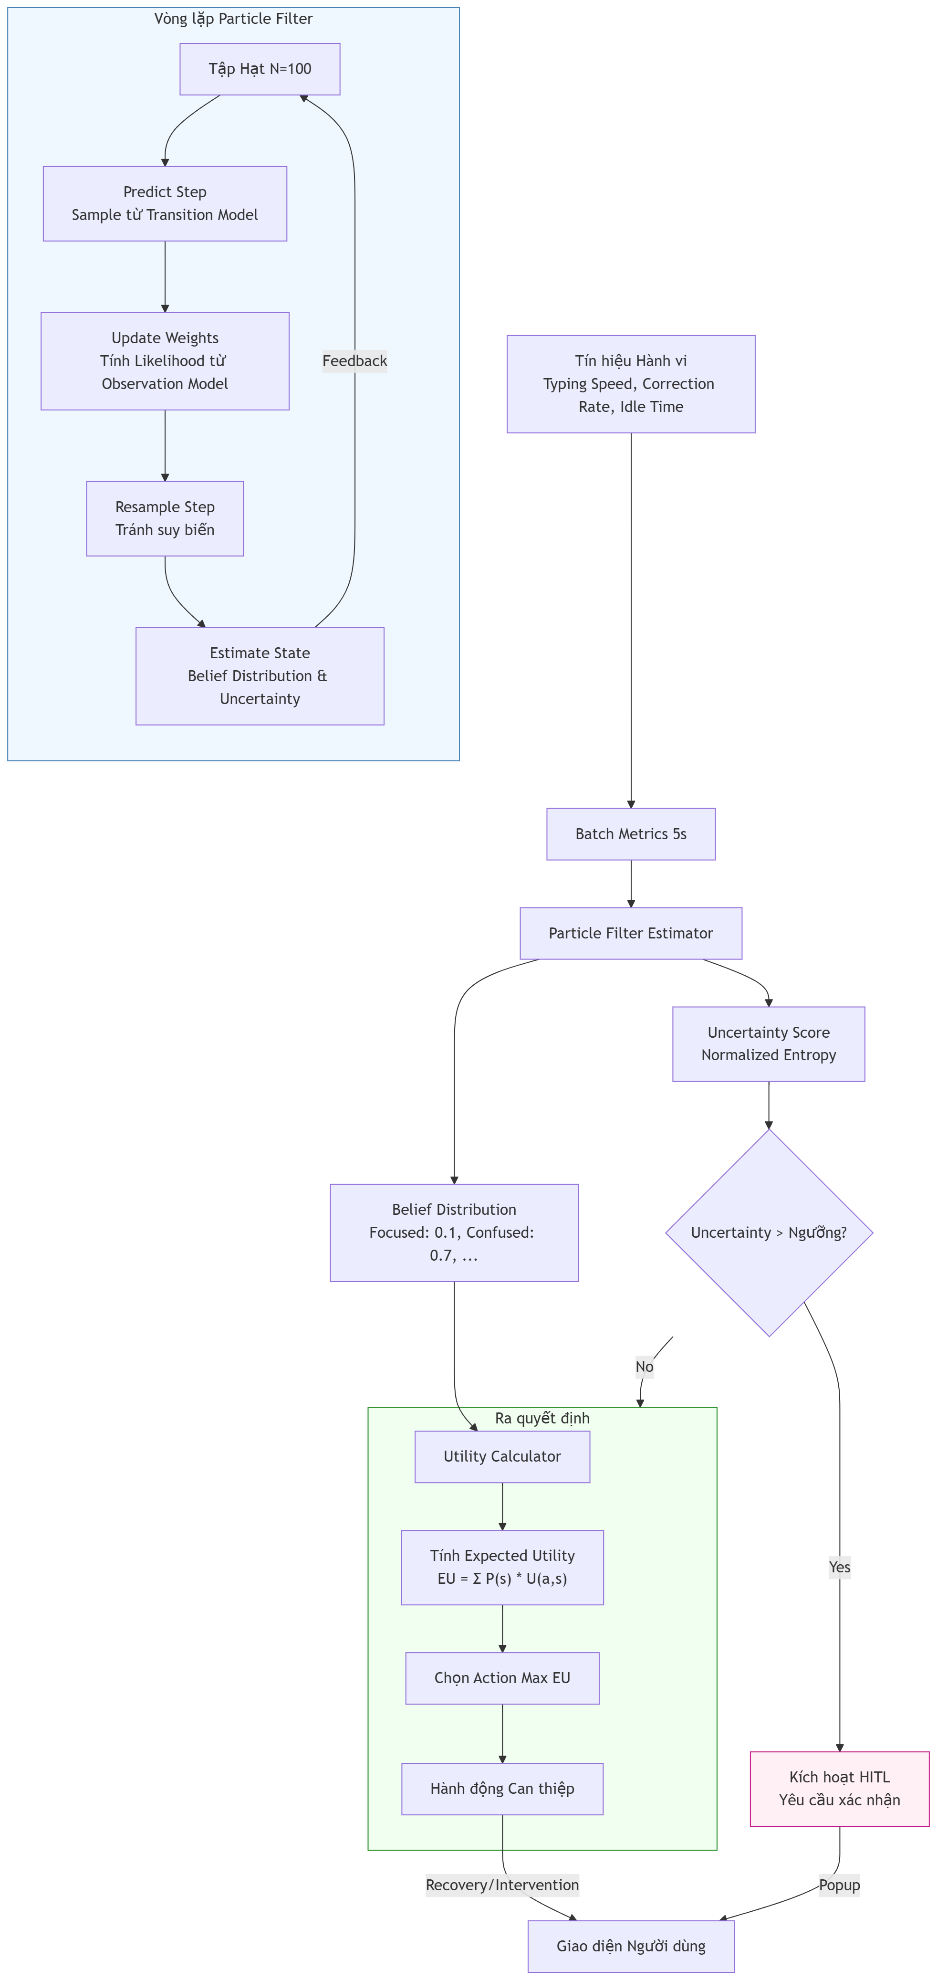 Vòng lặp Particle Filter
Tập Hạt N=100
Predict Step
Sample từ Transition Model
Update Weights
Tính Likelihood từ
Observation Model
Feedback
Resample Step
Tránh suy biến
Estimate State
Belief Distribution &
Uncertainty
Tín hiệu Hành vi
Typing Speed, Correction
Rate, Idle Time
Batch Metrics 5s
Particle Filter Estimator
Uncertainty Score
Normalized Entropy
Belief Distribution
Focused: 0.1, Confused:
0.7, ...
Uncertainty > Ngưỡng?
No
Yes
Ra quyết định
Utility Calculator
Tính Expected Utility
EU = Σ P(s) * U(a,s)
Chọn Action Max EU
Hành động Can thiệp
Kích hoạt HITL
Yêu cầu xác nhận
Recovery/Intervention
Popup
Giao diện Người dùng